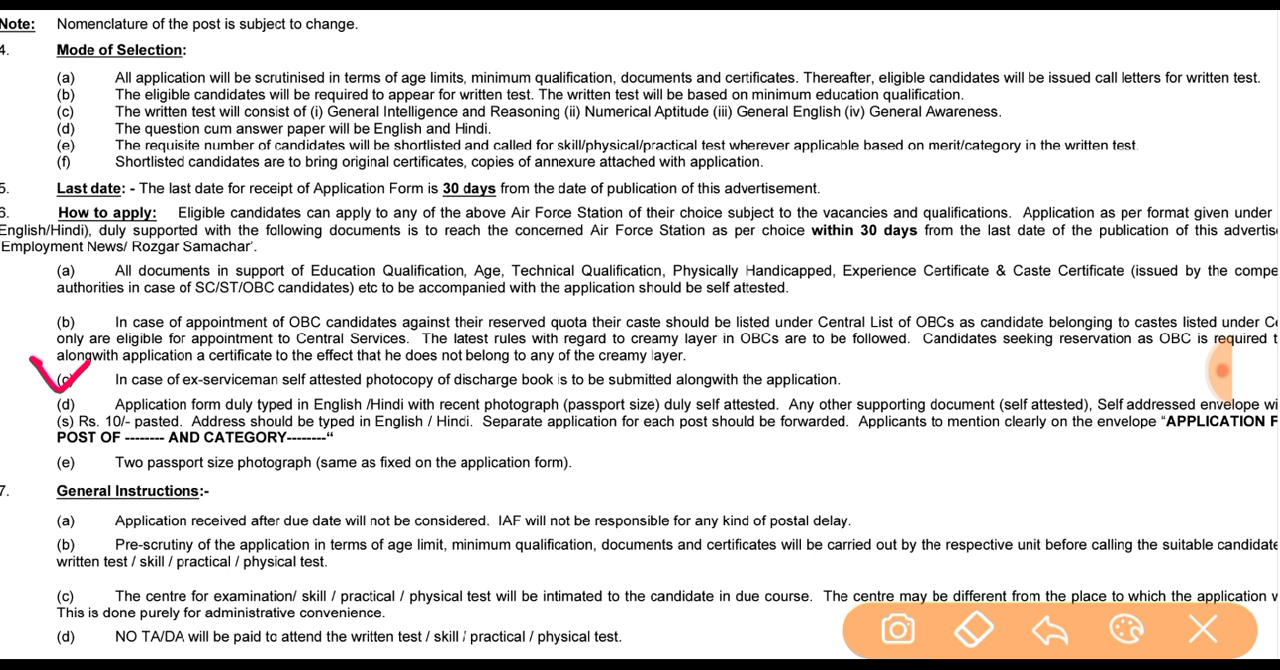 Note: Nomenclature of the post is subject to change.
4. Mode of Selection:
(a) All application will be scrutinised in terms of age limits, minimum qualification, documents and certificates. Thereafter, eligible candidates will be issued call letters for written test.
(b) The eligible candidates will be required to appear for written test. The written test will be based on minimum education qualification.
(c) The written test will consist of (i) General Intelligence and Reasoning (ii) Numerical Aptitude (iii) General English (iv) General Awareness.
(d) The question cum answer paper will be English and Hindi.
(e) The requisite number of candidates will be shortlisted and called for skill/physical/practical test wherever applicable based on merit/category in the written test.
(f) Shortlisted candidates are to bring original certificates, copies of annexure attached with application.
5. Last date: - The last date for receipt of Application Form is 30 days from the date of publication of this advertisement.
6. How to apply: Eligible candidates can apply to any of the above Air Force Station of their choice subject to the vacancies and qualifications. Application as per format given under
English/Hindi), duly supported with the following documents is to reach the concerned Air Force Station as per choice within 30 days from the last date of the publication of this advertis
'Employment News/ Rozgar Samachar'.
(a) All documents in support of Education Qualification, Age, Technical Qualification, Physically Handicapped, Experience Certificate & Caste Certificate (issued by the compe
authorities in case of SC/ST/OBC candidates) etc to be accompanied with the application should be self attested.
(b) In case of appointment of OBC candidates against their reserved quota their caste should be listed under Central List of OBCs as candidate belonging to castes listed under C
only are eligible for appointment to Central Services. The latest rules with regard to creamy layer in OBCs are to be followed. Candidates seeking reservation as OBC is required t
alongwith application a certificate to the effect that he does not belong to any of the creamy layer.
(c) In case of ex-serviceman self attested photocopy of discharge book is to be submitted alongwith the application.
(d) Application form duly typed in English /Hindi with recent photograph (passport size) duly self attested. Any other supporting document (self attested), Self addressed envelope wi
(s) Rs. 10/- pasted. Address should be typed in English / Hindi. Separate application for each post should be forwarded. Applicants to mention clearly on the envelope "APPLICATION F
POST OF -------- AND CATEGORY--------"
(e) Two passport size photograph (same as fixed on the application form).
7. General Instructions:-
(a) Application received after due date will not be considered. IAF will not be responsible for any kind of postal delay.
(b) Pre-scrutiny of the application in terms of age limit, minimum qualification, documents and certificates will be carried out by the respective unit before calling the suitable candidate
written test / skill / practical / physical test.
(c) The centre for examination/ skill / practical / physical test will be intimated to the candidate in due course. The centre may be different from the place to which the application
This is done purely for administrative convenience.
(d) NO TA/DA will be paid to attend the written test / skill / practical / physical test.